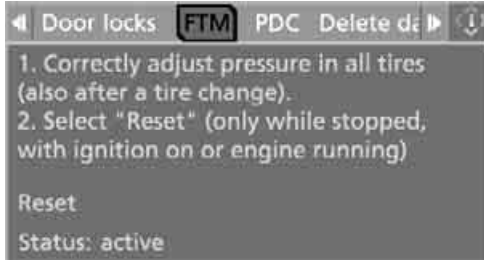 Door locks FTM PDC Delete da
1. Correctly adjust pressure in all tires
(also after a tire change).
2. Select "Reset" (only while stopped,
with ignition on or engine running)
Reset
Status: active